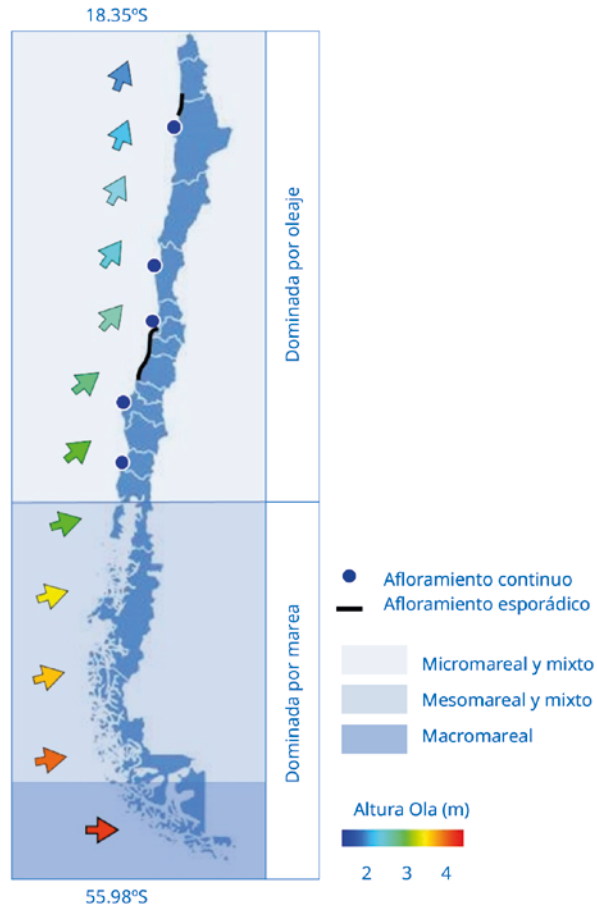 18.35ºS
Dominada por oleaje
Dominada por marea
Afloramiento continuo
Afloramiento esporádico
Micromareal y mixto
Mesomareal y mixto
Macromareal
Altura Ola (m)
2 3 4
55.98ºS